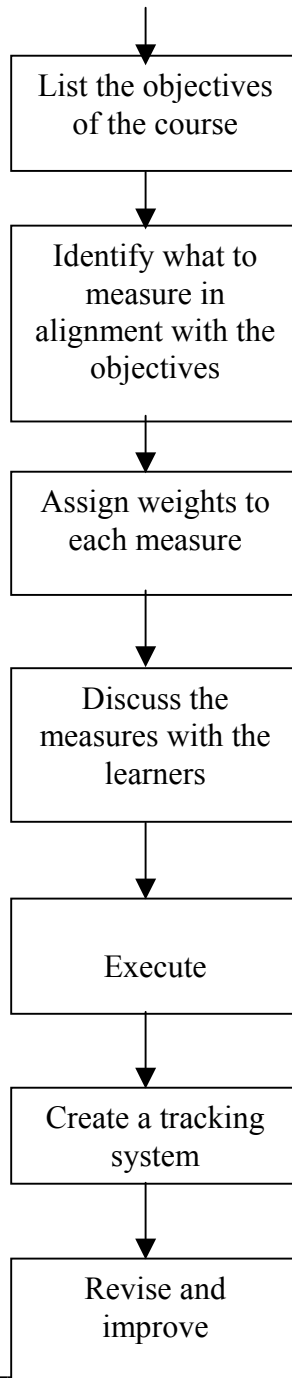 List the objectives
of the course
Identify what to
measure in
alignment with the
objectives
Assign weights to
each measure
Discuss the
measures with the
learners
Execute
Create a tracking
system
Revise and
improve